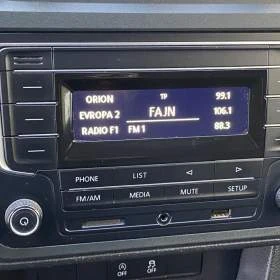 ORION TP 99.1
EVROPA 2 FAJN 106.1
RADIO F1 FM 1 88.3
PHONE LIST
FM/AM MEDIA MUTE SETUP
OFF